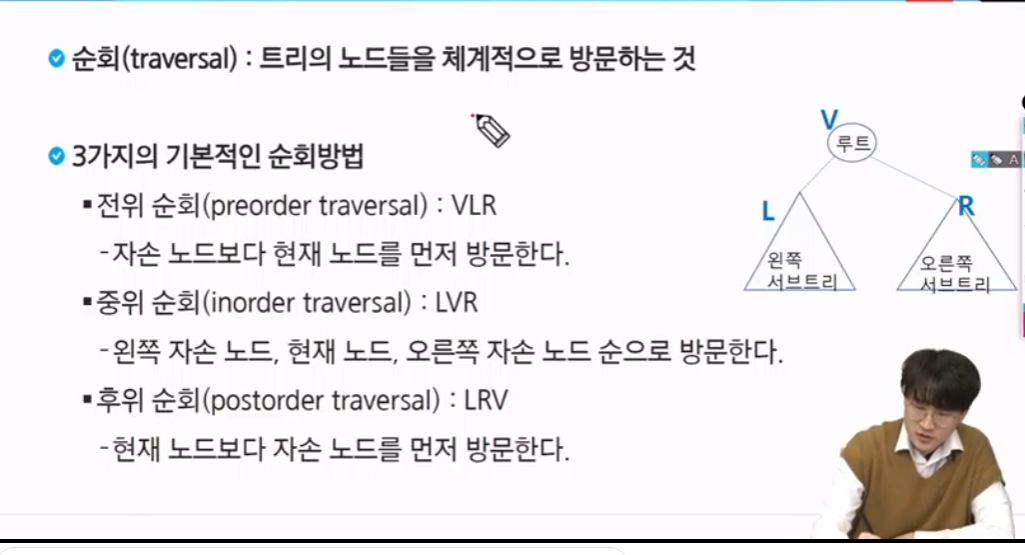 순회(traversal) : 트리의 노드들을 체계적으로 방문하는 것
3가지의 기본적인 순회방법
▪전위 순회(preorder traversal) : VLR
-자손 노드보다 현재 노드를 먼저 방문한다.
▪중위 순회(inorder traversal) : LVR
-왼쪽 자손 노드, 현재 노드, 오른쪽 자손 노드 순으로 방문한다.
▪후위 순회(postorder traversal) : LRV
-현재 노드보다 자손 노드를 먼저 방문한다.
V
루트
L
R
왼쪽
서브트리
오른쪽
서브트리
A